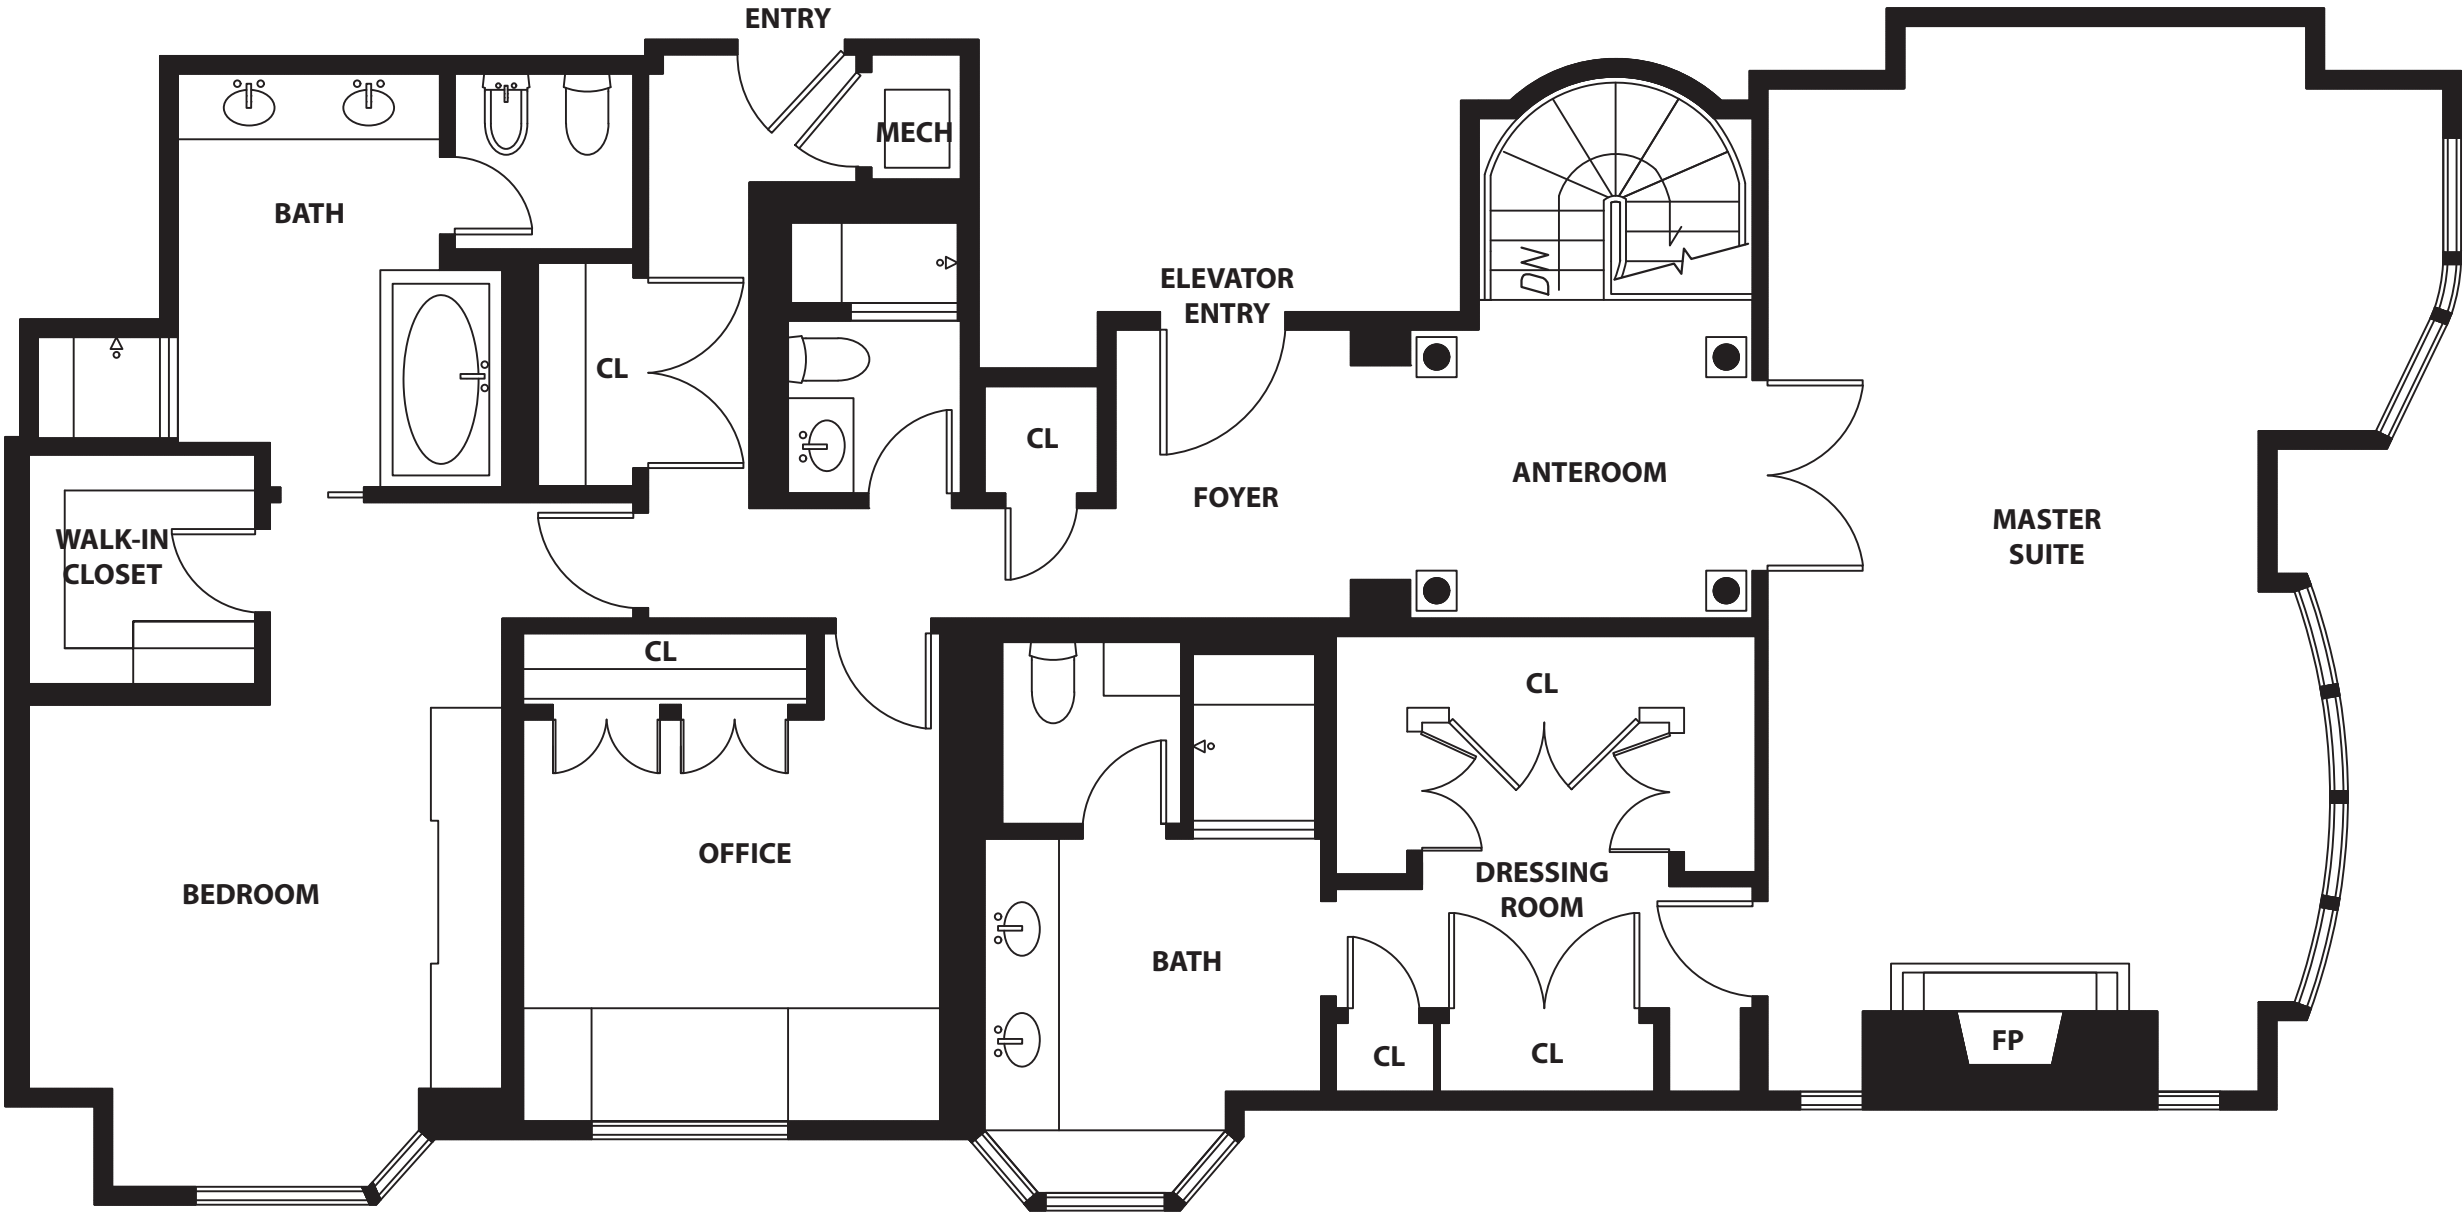 ENTRY
MECH
BATH
ELEVATOR
ENTRY
DN
CL
CL
FOYER
ANTEROOM
MASTER
SUITE
WALK-IN
CLOSET
CL
CL
OFFICE
DRESSING
ROOM
BEDROOM
BATH
CL
CL
FP